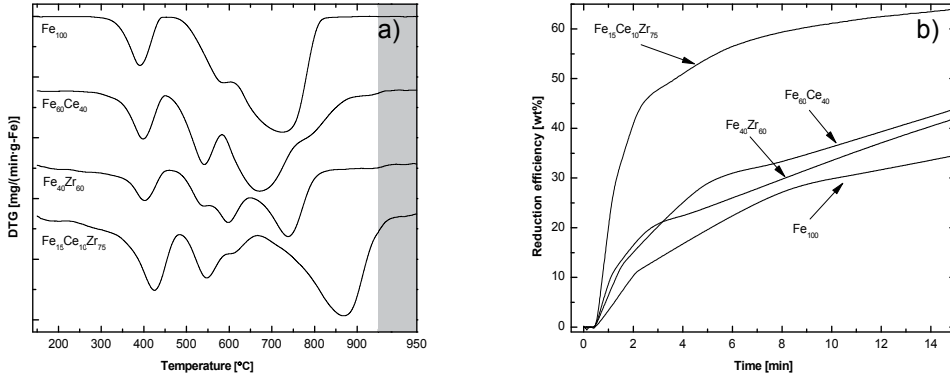 a)
Fe₁₀₀
Fe₆₀Ce₄₀
Fe₄₀Zr₆₀
Fe₁₅Ce₁₀Zr₇₅
DTG [mg/(min·g-Fe)]
200 300 400 500 600 700 800 900 950
Temperature [ºC]
b)
Fe₁₅Ce₁₀Zr₇₅
Fe₆₀Ce₄₀
Fe₄₀Zr₆₀
Fe₁₀₀
Reduction efficiency [wt%]
60
50
40
30
20
10
0
0 2 4 6 8 10 12 14
Time [min]